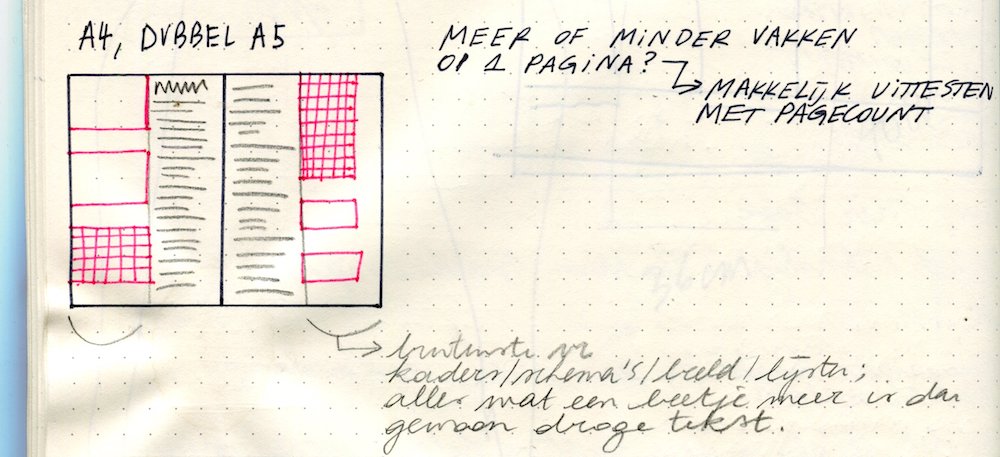 A4, DUBBEL A5
MEER OF MINDER VAKKEN
OP 1 PAGINA?
MAKKELIJK UITTESTEN
MET PAGECOUNT
buitenste
kaders/schema's/beeld/lijsten;
alles wat een beetje meer is dan
gewoon droge tekst.